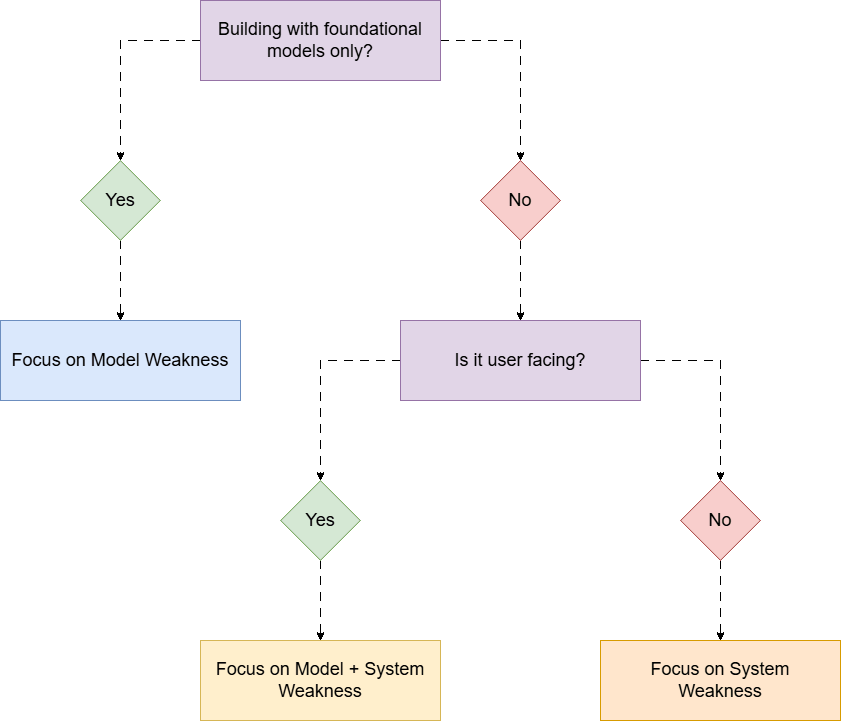 Building with foundational
models only?
Yes
No
Focus on Model Weakness
Is it user facing?
Yes
No
Focus on Model + System
Weakness
Focus on System
Weakness